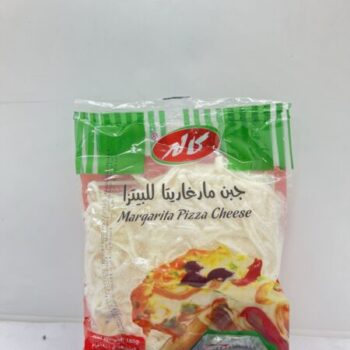 كاله
جبن مارغاريتا للبيتزا
Margarita Pizza Cheese